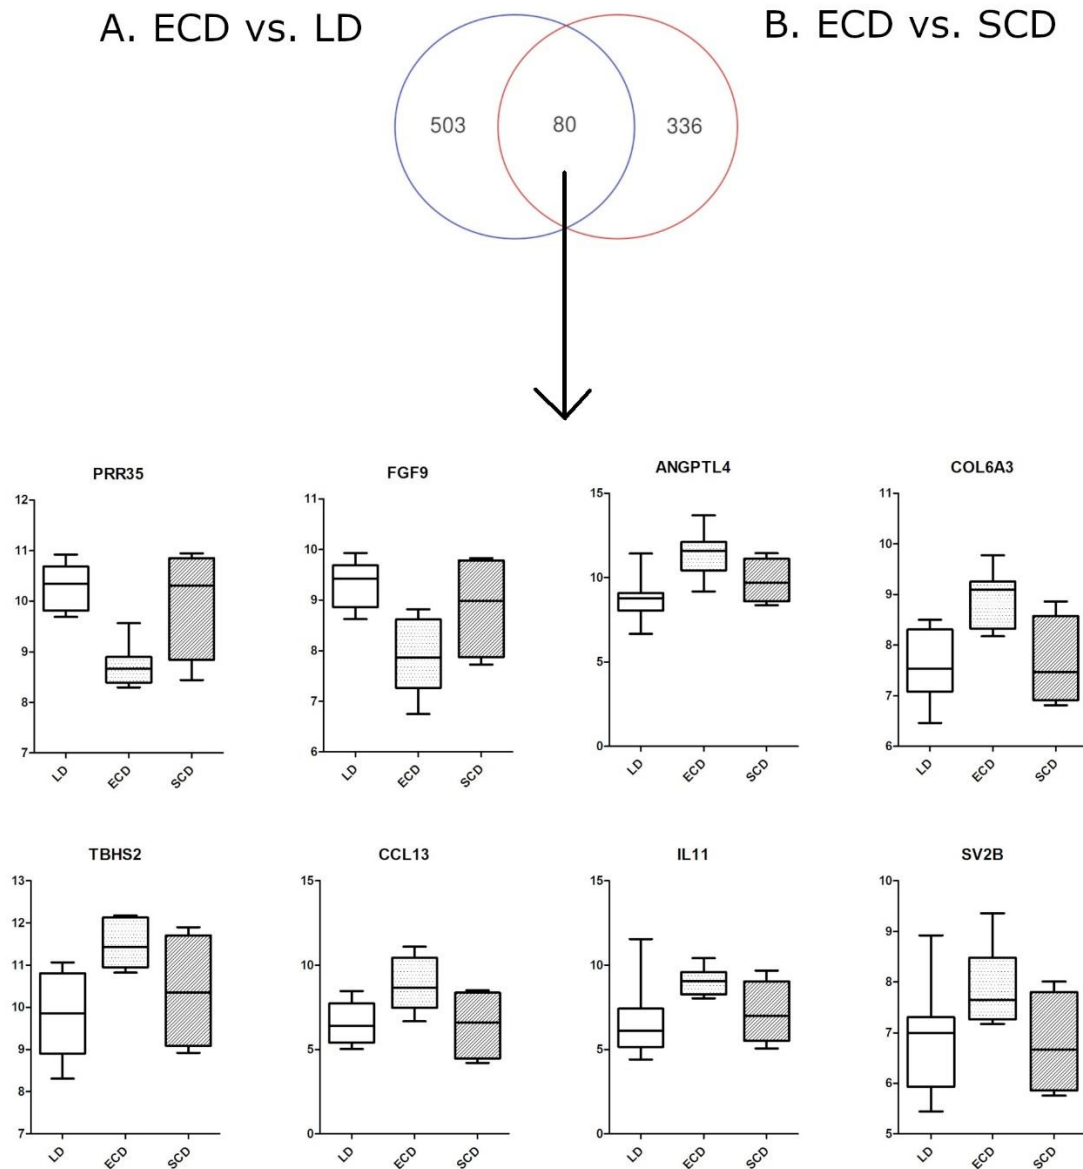 A. ECD vs. LD
B. ECD vs. SCD
503 80 336
PRR35
12
11
10
9
8
7
LD ECD SCD
FGF9
11
10
9
8
7
6
LD ECD SCD
ANGPTL4
15
10
5
0
LD ECD SCD
COL6A3
11
10
9
8
7
6
LD ECD SCD
TBHS2
13
12
11
10
9
8
7
LD ECD SCD
CCL13
15
10
5
0
LD ECD SCD
IL11
15
10
5
0
LD ECD SCD
SV2B
10
9
8
7
6
5
LD ECD SCD